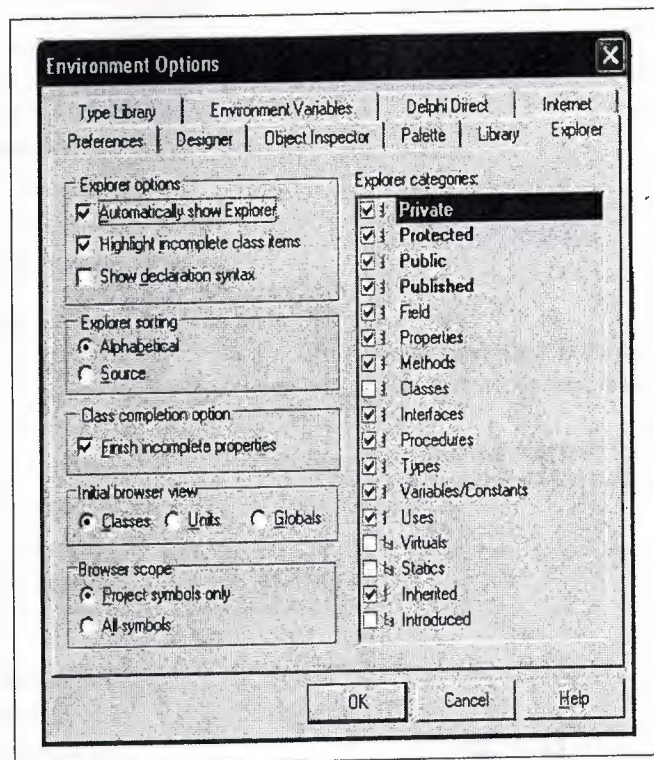 Environment Options
Type Library Environment Variables Delphi Direct Internet
Preferences Designer Object Inspector Palette Library Explorer
Explorer options
Automatically show Explorer
Highlight incomplete class items
Show declaration syntax
Explorer sorting
Alphabetical
Source
Class completion option
Finish incomplete properties
Initial browser view
Classes Units Globals
Browser scope
Project symbols only
All symbols
Explorer categories:
Private
Protected
Public
Published
Field
Properties
Methods
Classes
Interfaces
Procedures
Types
Variables/Constants
Uses
Virtuals
Statics
Inherited
Introduced
OK Cancel Help